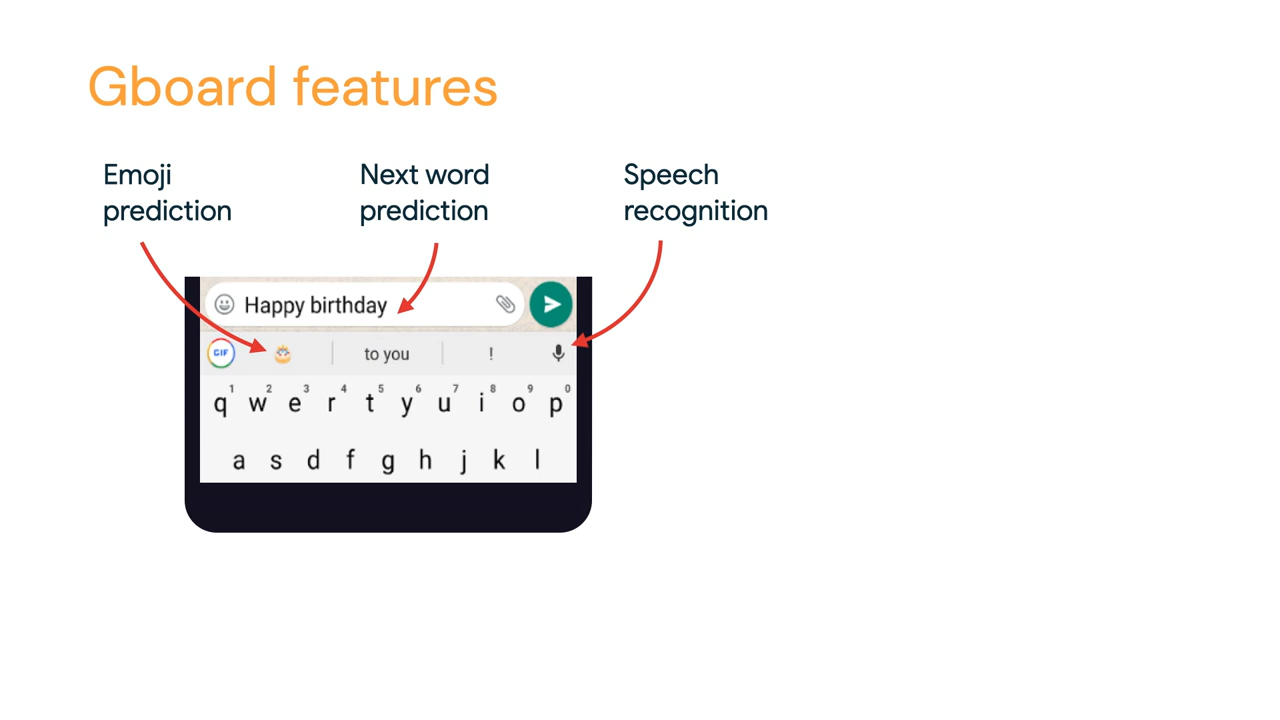 Gboard features
Emoji
prediction
Next word
prediction
Speech
recognition
Happy birthday
GIF
to you
!
1 2 3 4 5 6 7 8 9 0
q w e r t y u i o p
a s d f g h j k l